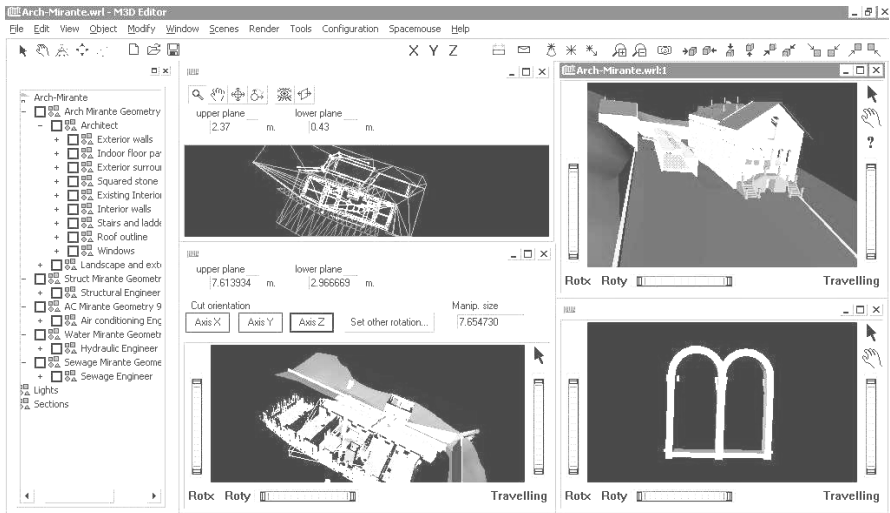 Arch-Mirante.wrl - M3D Editor
File Edit View Object Modify Window Scenes Render Tools Configuration Spacemouse Help
X Y Z
Arch-Mirante
Arch Mirante Geometry
Architect
Exterior walls
Indoor floor pa
Exterior surrou
Squared stone
Existing Interior
Interior walls
Stairs and ladde
Roof outline
Windows
Landscape and ext
Struct Mirante Geometr
Structural Engineer
AC Mirante Geometry 9
Air conditioning Eng
Water Mirante Geometr
Hydraulic Engineer
Sewage Mirante Geome
Sewage Engineer
Lights
Sections
upper plane lower plane
2.37 m. 0.43 m.
upper plane lower plane
7.613934 m. 2.966669 m.
Cut orientation Manip. size
Axis X Axis Y Axis Z Set other rotation... 7.654730
Rotx Roty Travelling
Arch-Mirante.wrl:1
?
Rotx Roty Travelling
Rotx Roty Travelling